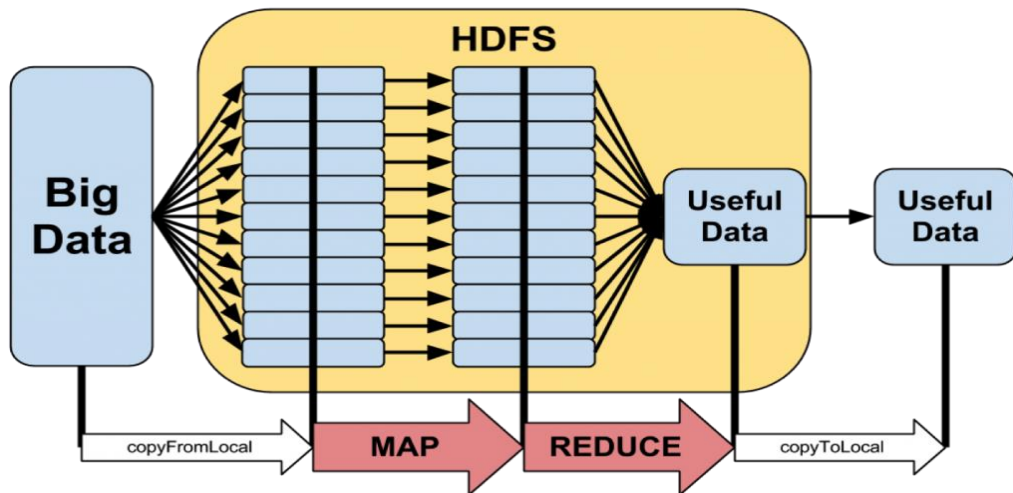 HDFS
Big
Data
Useful
Data
Useful
Data
copyFromLocal
MAP
REDUCE
copyToLocal